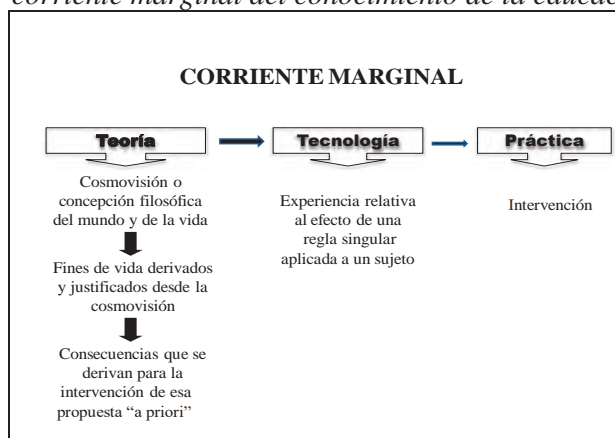 corriente marginal del conocimiento de la
CORRIENTE MARGINAL
Teoría
Tecnología
Práctica
Cosmovisión o
concepción filosófica
del mundo y de la vida
Fines de vida derivados
y justificados desde la
cosmovisión
Consecuencias que se
derivan para la
intervención de esa
propuesta “a priori”
Experiencia relativa
al efecto de una
regla singular
aplicada a un sujeto
Intervención